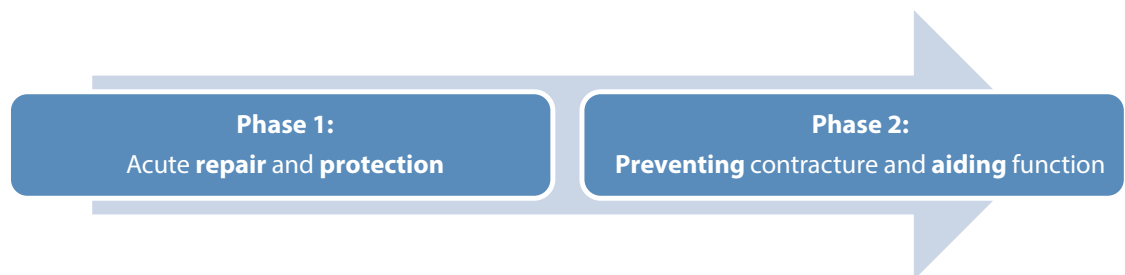 Phase 1:
Acute repair and protection
Phase 2:
Preventing contracture and aiding function